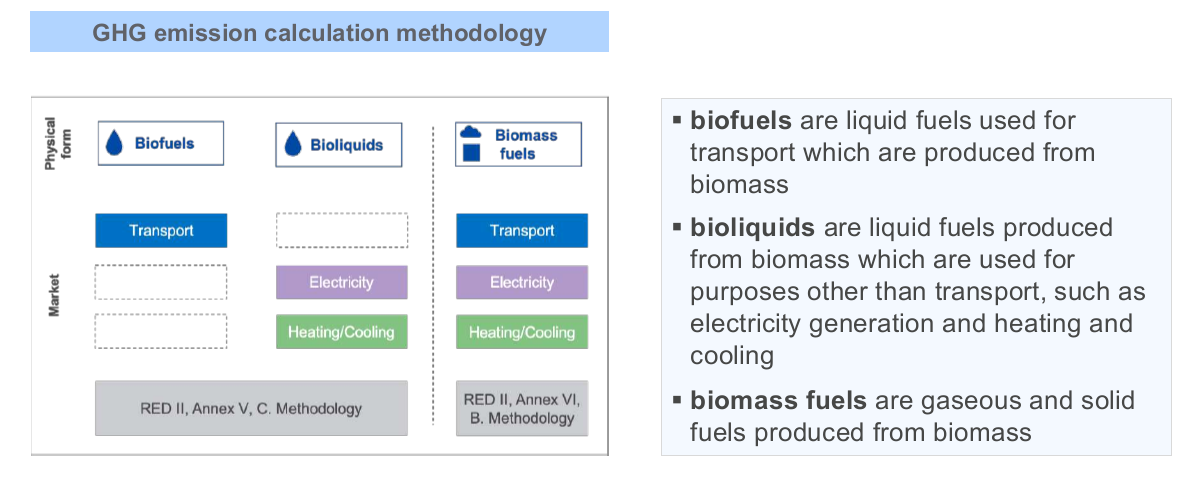 GHG emission calculation methodology
Physical
form
Biofuels
Bioliquids
Biomass
fuels
Market
Transport
Transport
Electricity
Electricity
Heating/Cooling
Heating/Cooling
RED II, Annex V, C. Methodology
RED II, Annex VI,
B. Methodology
▪ biofuels are liquid fuels used for
transport which are produced from
biomass
▪ bioliquids are liquid fuels produced
from biomass which are used for
purposes other than transport, such as
electricity generation and heating and
cooling
▪ biomass fuels are gaseous and solid
fuels produced from biomass